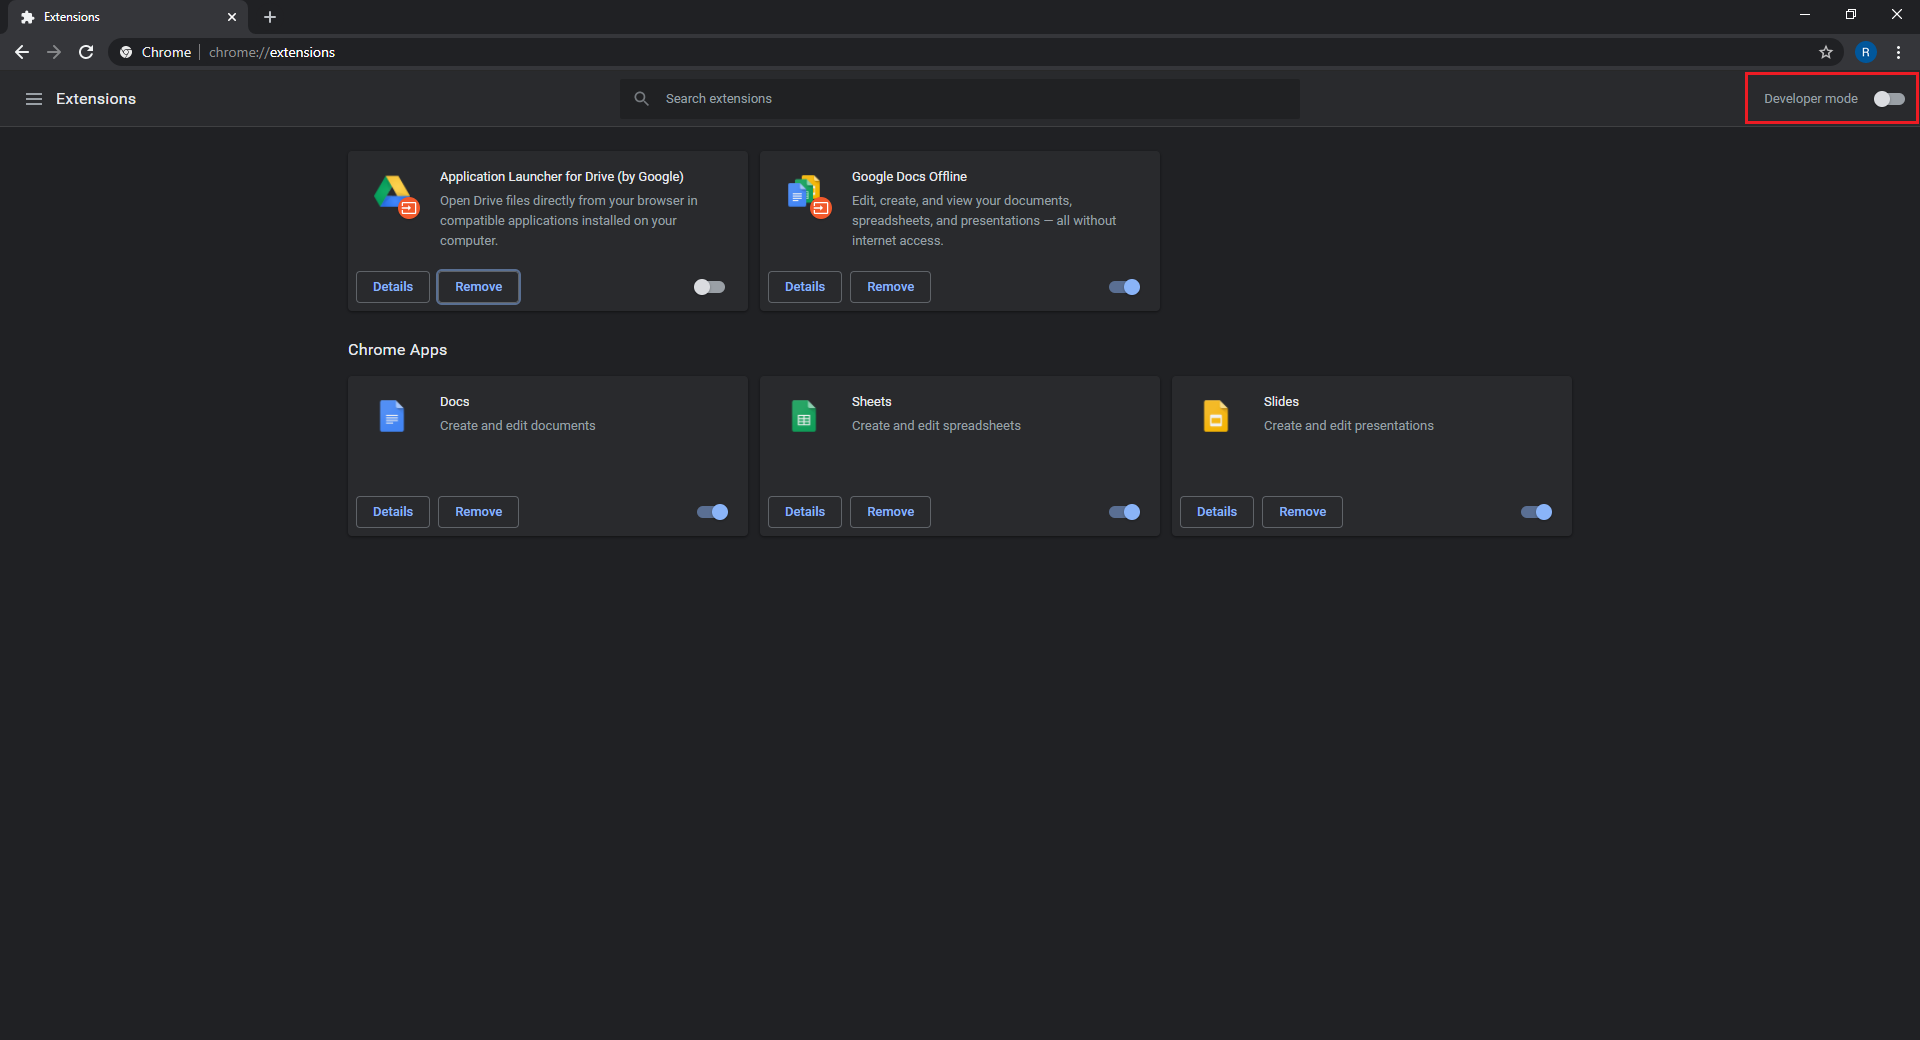 Extensions
Chrome chrome://extensions
R
Extensions
Search extensions
Developer mode
Application Launcher for Drive (by Google)
Open Drive files directly from your browser in
compatible applications installed on your
computer.
Details
Remove
Google Docs Offline
Edit, create, and view your documents,
spreadsheets, and presentations — all without
internet access.
Details
Remove
Chrome Apps
Docs
Create and edit documents
Details
Remove
Sheets
Create and edit spreadsheets
Details
Remove
Slides
Create and edit presentations
Details
Remove